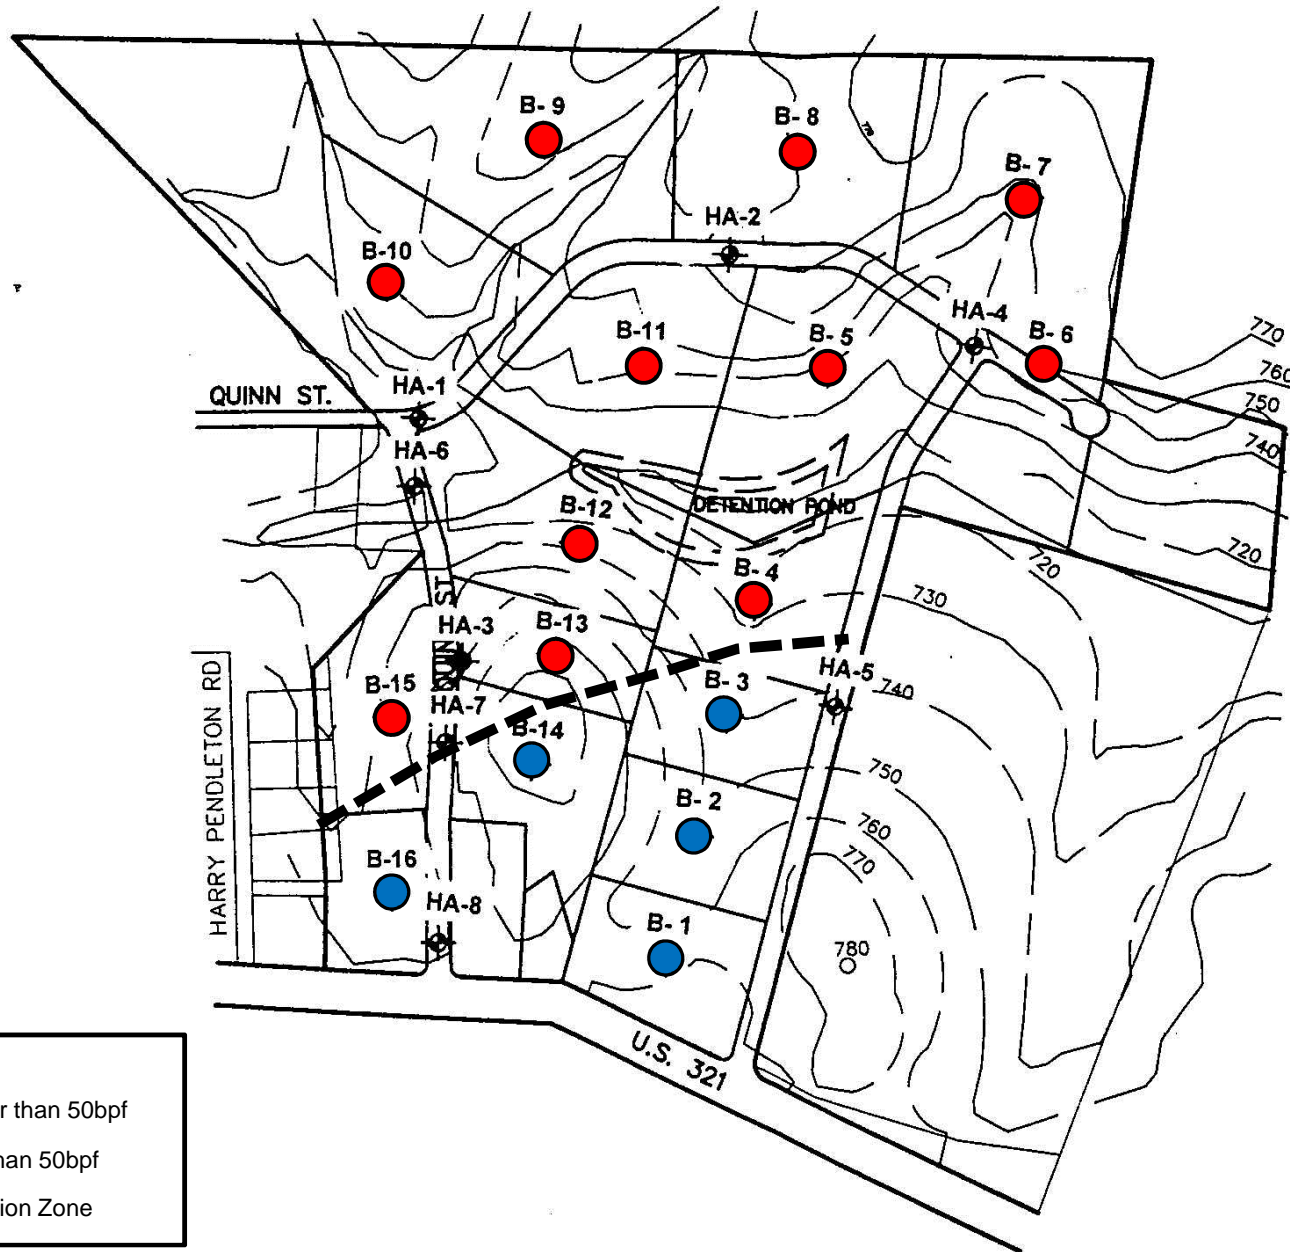 B- 9
B- 8
778
B- 7
HA-2
B-10
HA-4
B-11
B- 5
B- 6
770
760
750
740
720
QUINN ST.
HA-1
HA-6
DETENTION POND
B-12
B- 4
720
730
QUINN ST
HA-3
B-13
HA-5
740
B-15
HA-7
B- 3
B-14
750
B- 2
760
770
HARRY PENDLETON RD
B-16
HA-8
B- 1
780
U.S. 321
r than 50bpf
han 50bpf
ion Zone